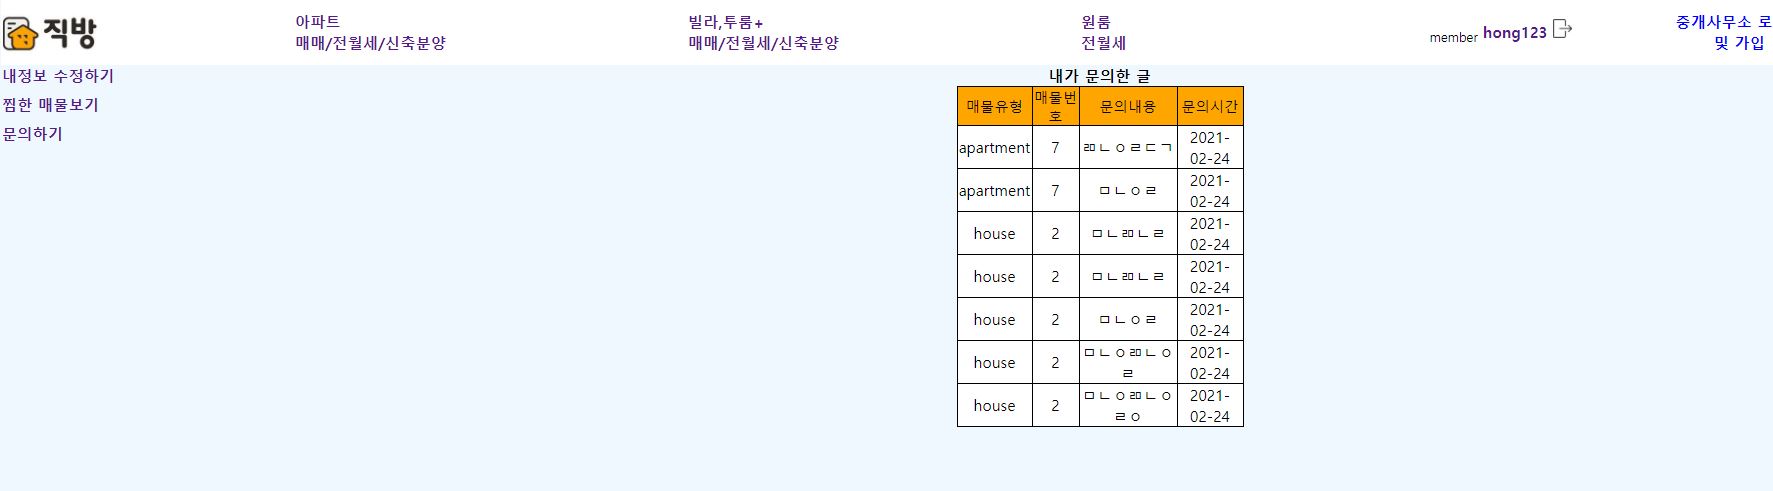 직방
아파트
매매/전월세/신축분양
빌라,투룸+
매매/전월세/신축분양
원룸
전월세
member hong123
중개사무소 로
및 가입
내정보 수정하기
찜한 매물보기
문의하기
내가 문의한 글
매물유형 매물번호 문의내용 문의시간
apartment 7 ㄻㄴㅇㄹㄷㄱ 2021-02-24
apartment 7 ㅁㄴㅇㄹ 2021-02-24
house 2 ㅁㄴㄻㄴㄹ 2021-02-24
house 2 ㅁㄴㄻㄴㄹ 2021-02-24
house 2 ㅁㄴㅇㄹ 2021-02-24
house 2 ㅁㄴㅇㄻㄴㅇㄹ 2021-02-24
house 2 ㅁㄴㅇㄻㄴㅇㄹㅇ 2021-02-24